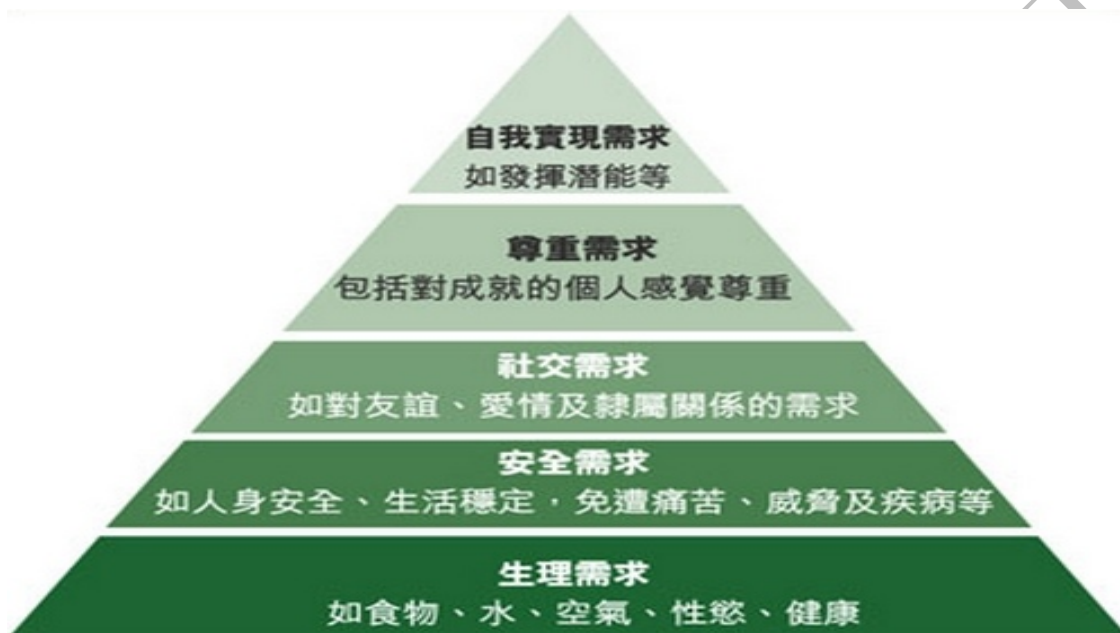 自我實現需求
如發揮潛能等
尊重需求
包括對成就的個人感覺尊重
社交需求
如對友誼、愛情及隸屬關係的需求
安全需求
如人身安全、生活穩定，免遭痛苦、威脅及疾病等
生理需求
如食物、水、空氣、性慾、健康